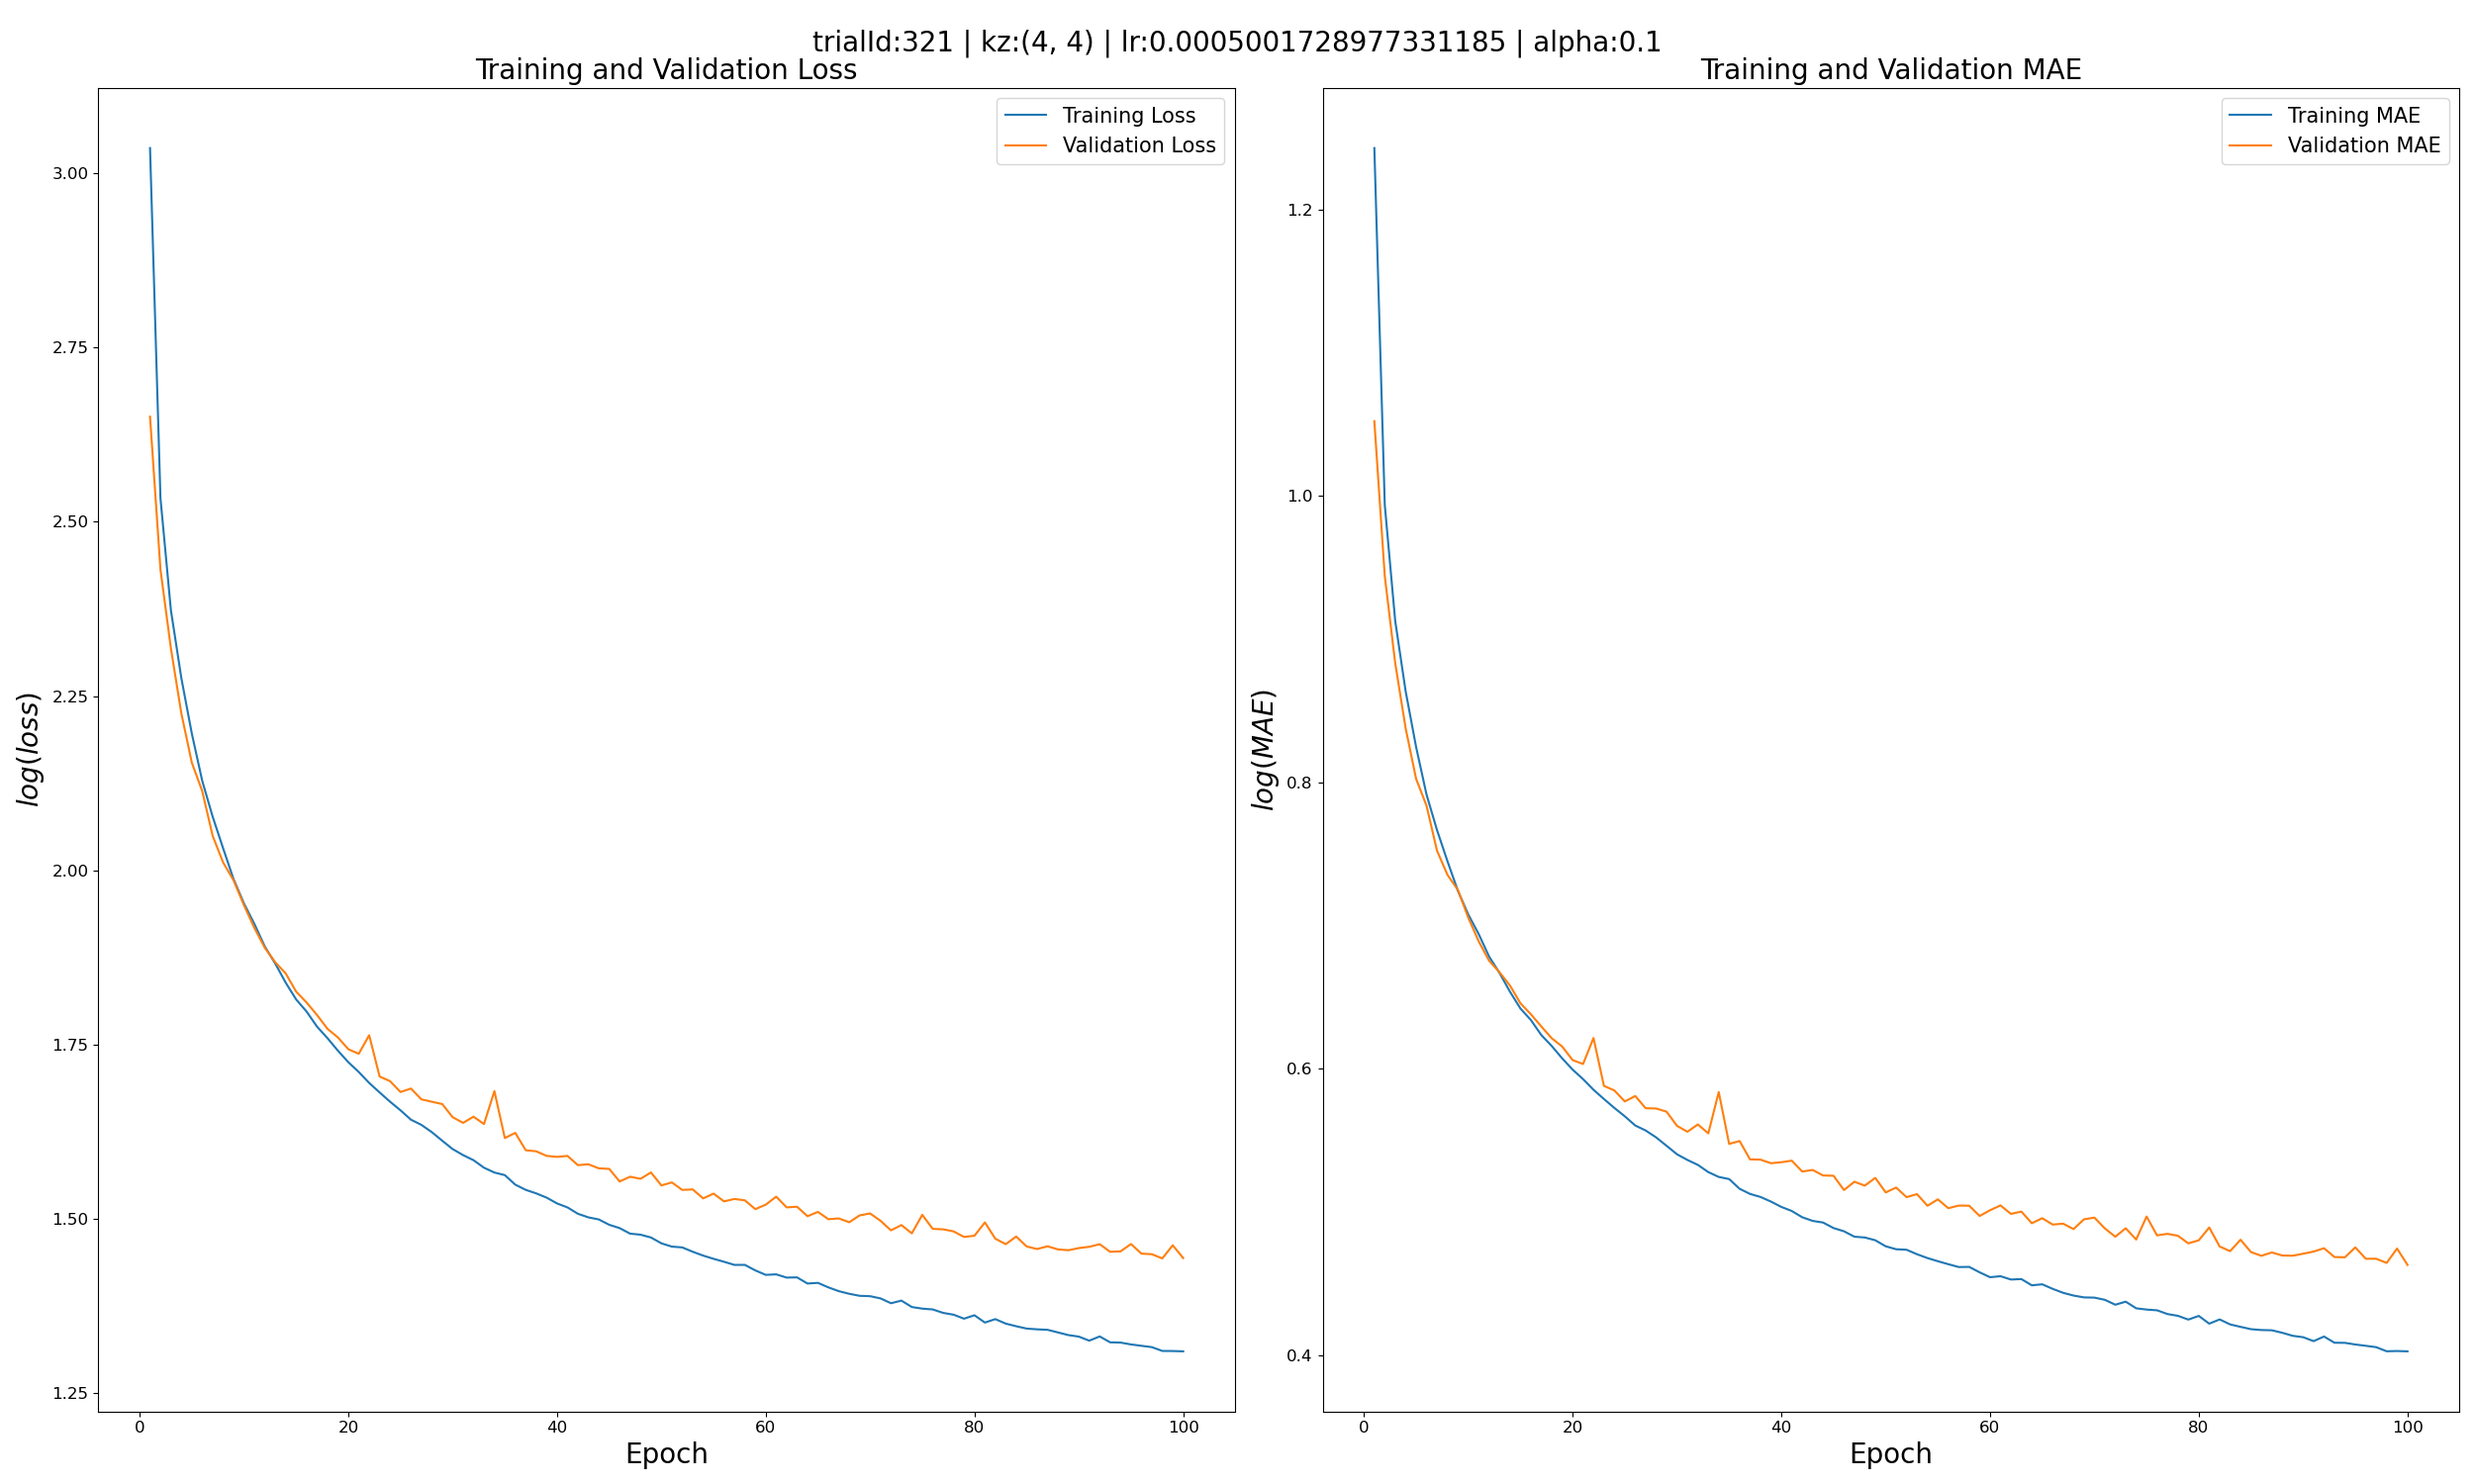 trialId:321 | kz:(4, 4) | lr:0.0005001728977331185 | alpha:0.1
Training and Validation Loss
Training Loss
Validation Loss
3.00
2.75
2.50
2.25
2.00
1.75
1.50
1.25
log(loss)
0 20 40 60 80 100
Epoch
Training and Validation MAE
Training MAE
Validation MAE
1.2
1.0
0.8
0.6
0.4
log(MAE)
0 20 40 60 80 100
Epoch